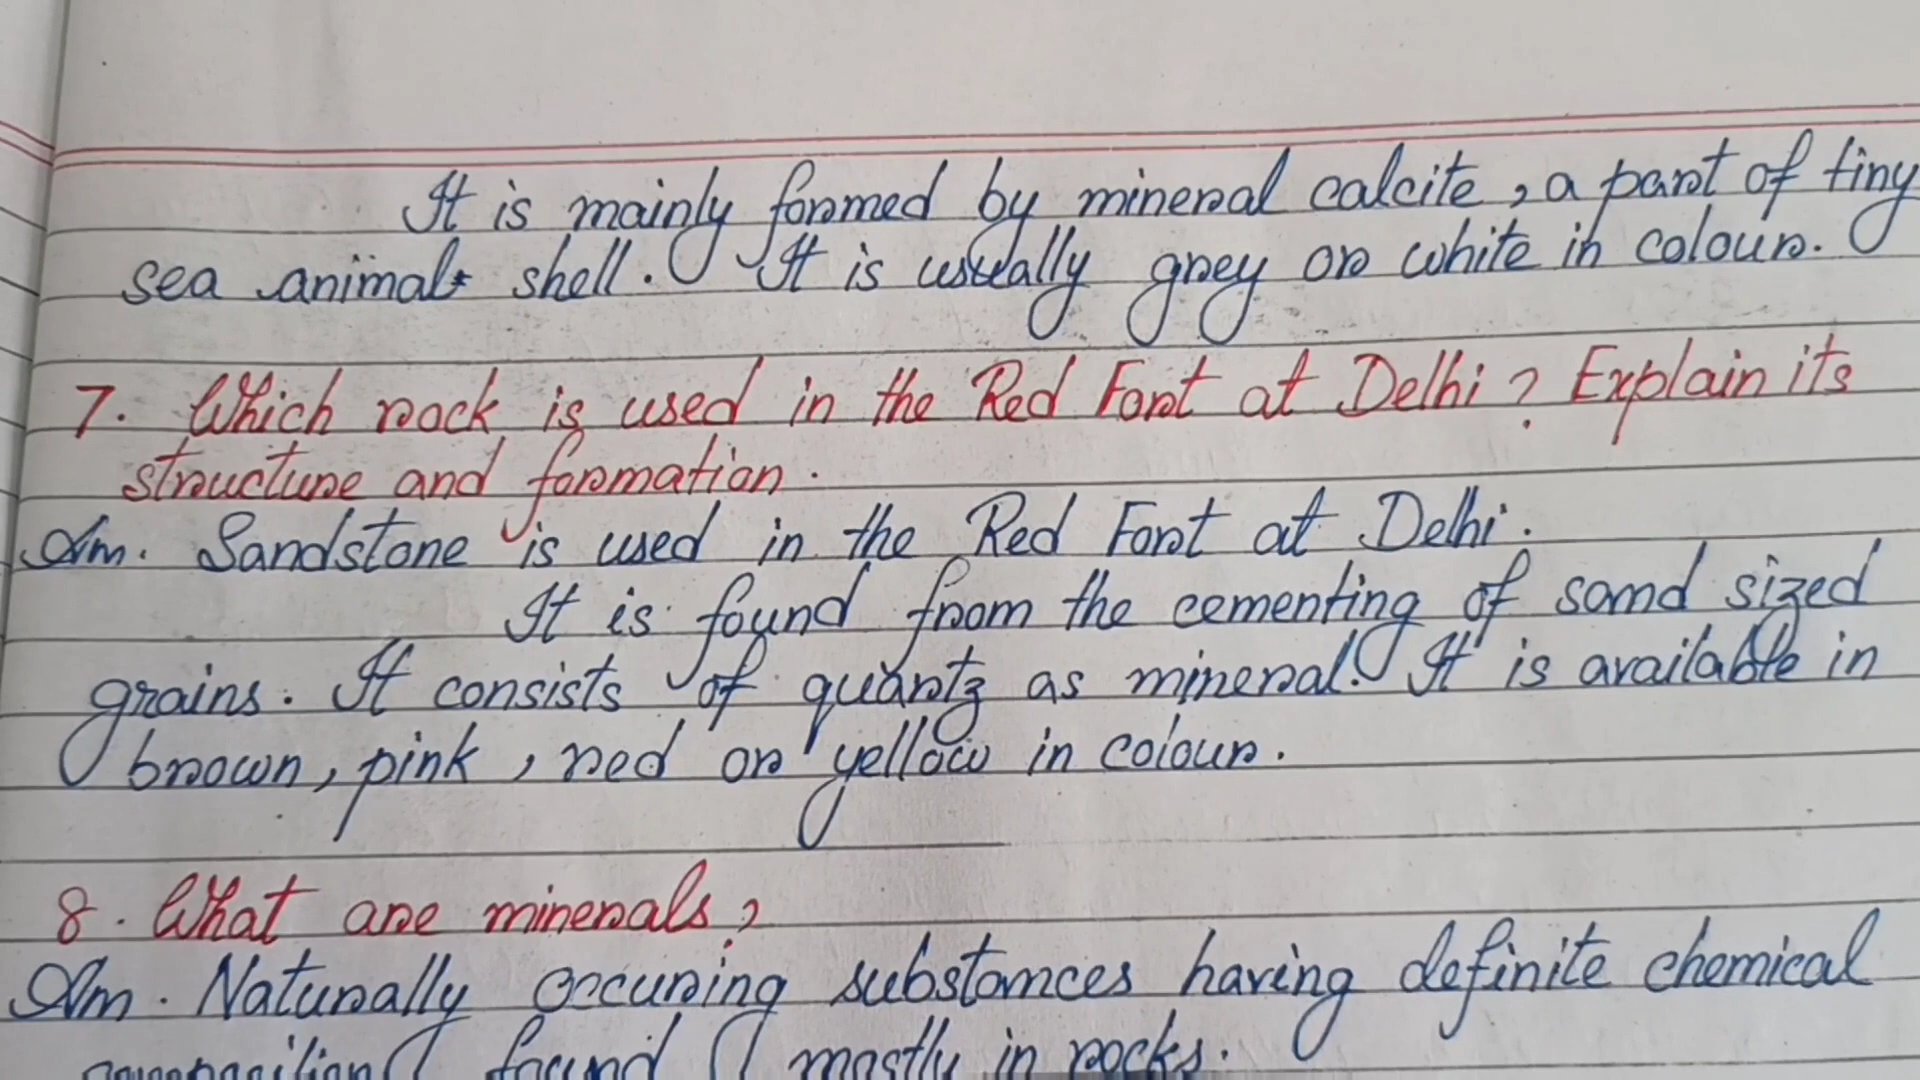 It is mainly formed by mineral calcite, a part of tiny
sea animal shell. It is usually grey or white in colour.
7. Which rock is used in the Red Fort at Delhi? Explain its
structure and formation.
Ans. Sandstone is used in the Red Fort at Delhi.
It is found from the cementing of sand sized
grains. It consists of quartz as mineral. It is available in
brown, pink, red or yellow in colour.
8. What are minerals?
Ans. Naturally occuring substances having definite chemical
composition found mostly in rocks.